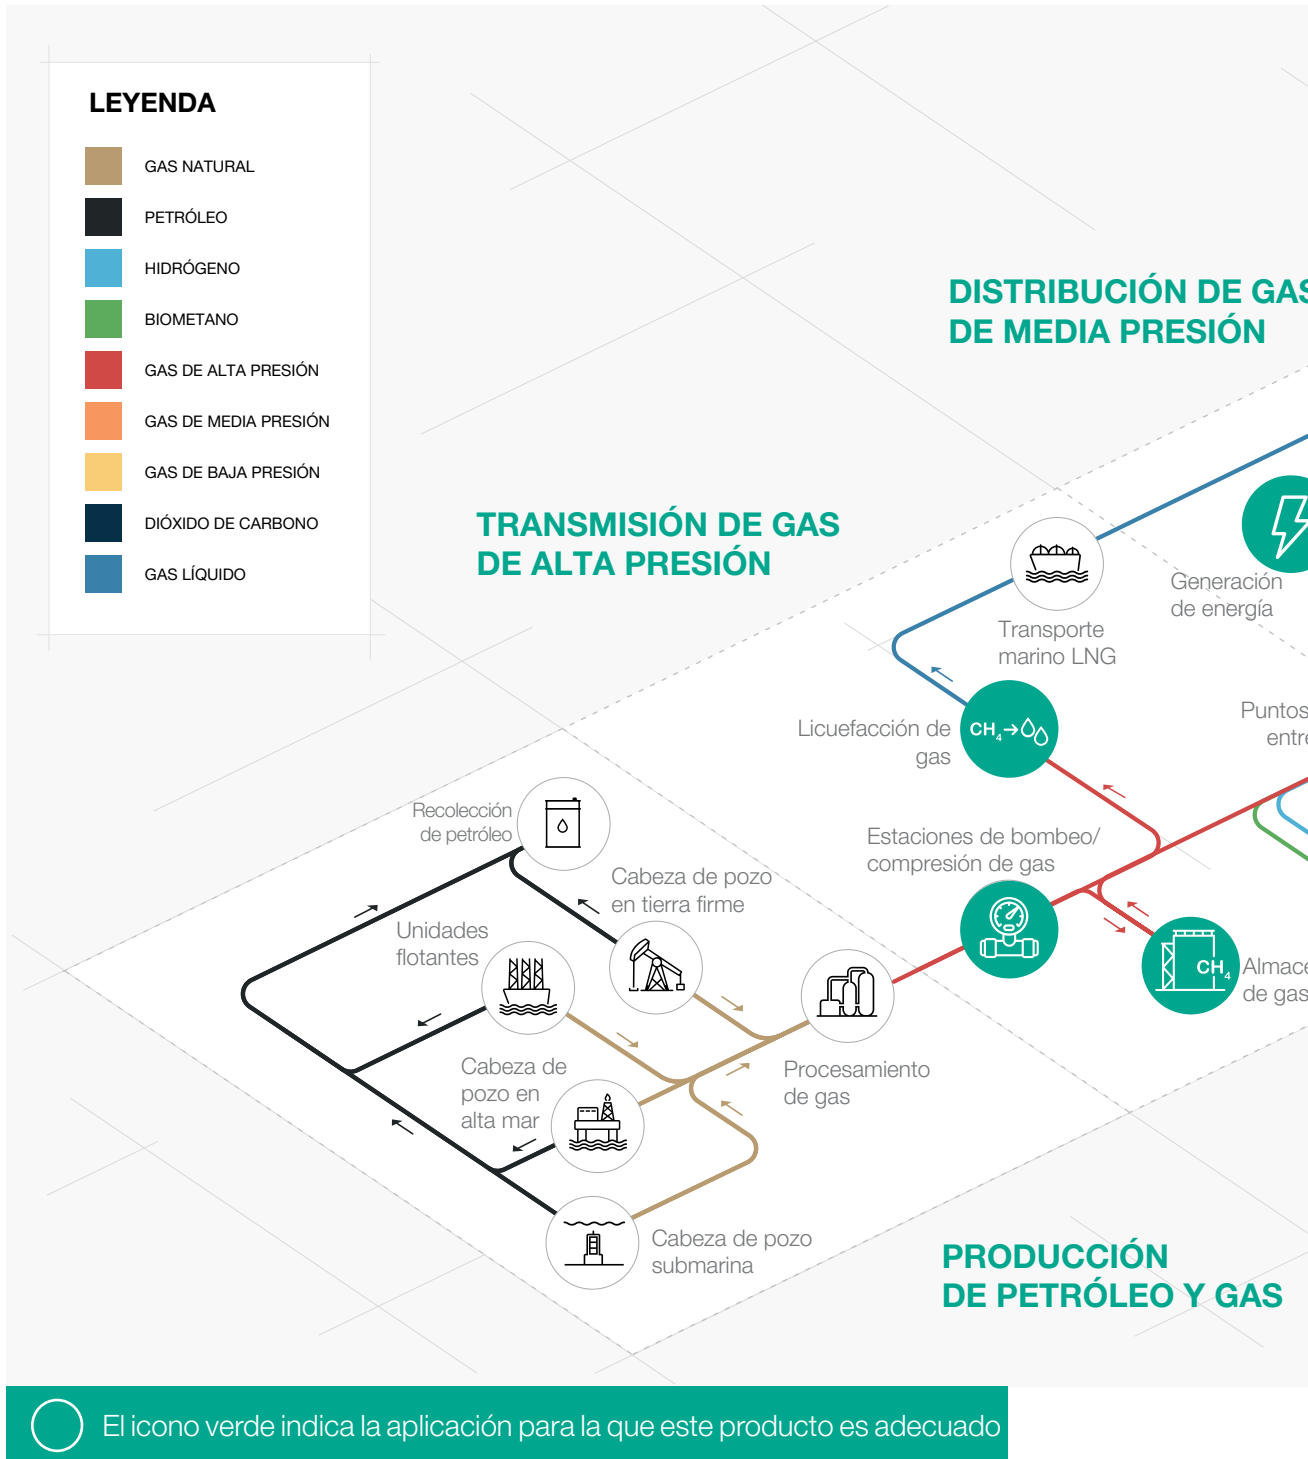 LEYENDA
GAS NATURAL
PETRÓLEO
HIDRÓGENO
BIOMETANO
GAS DE ALTA PRESIÓN
GAS DE MEDIA PRESIÓN
GAS DE BAJA PRESIÓN
DIÓXIDO DE CARBONO
GAS LÍQUIDO
DISTRIBUCIÓN DE GAS
DE MEDIA PRESIÓN
TRANSMISIÓN DE GAS
DE ALTA PRESIÓN
Generación
de energía
Transporte
marino LNG
Licuefacción de
gas
CH₄→
Puntos
entre
Recolección
de petróleo
Estaciones de bombeo/
compresión de gas
Cabeza de pozo
en tierra firme
Unidades
flotantes
CH₄
Almace
de gas
Cabeza de
pozo en
alta mar
Procesamiento
de gas
Cabeza de pozo
submarina
PRODUCCIÓN
DE PETRÓLEO Y GAS
El icono verde indica la aplicación para la que este producto es adecuado